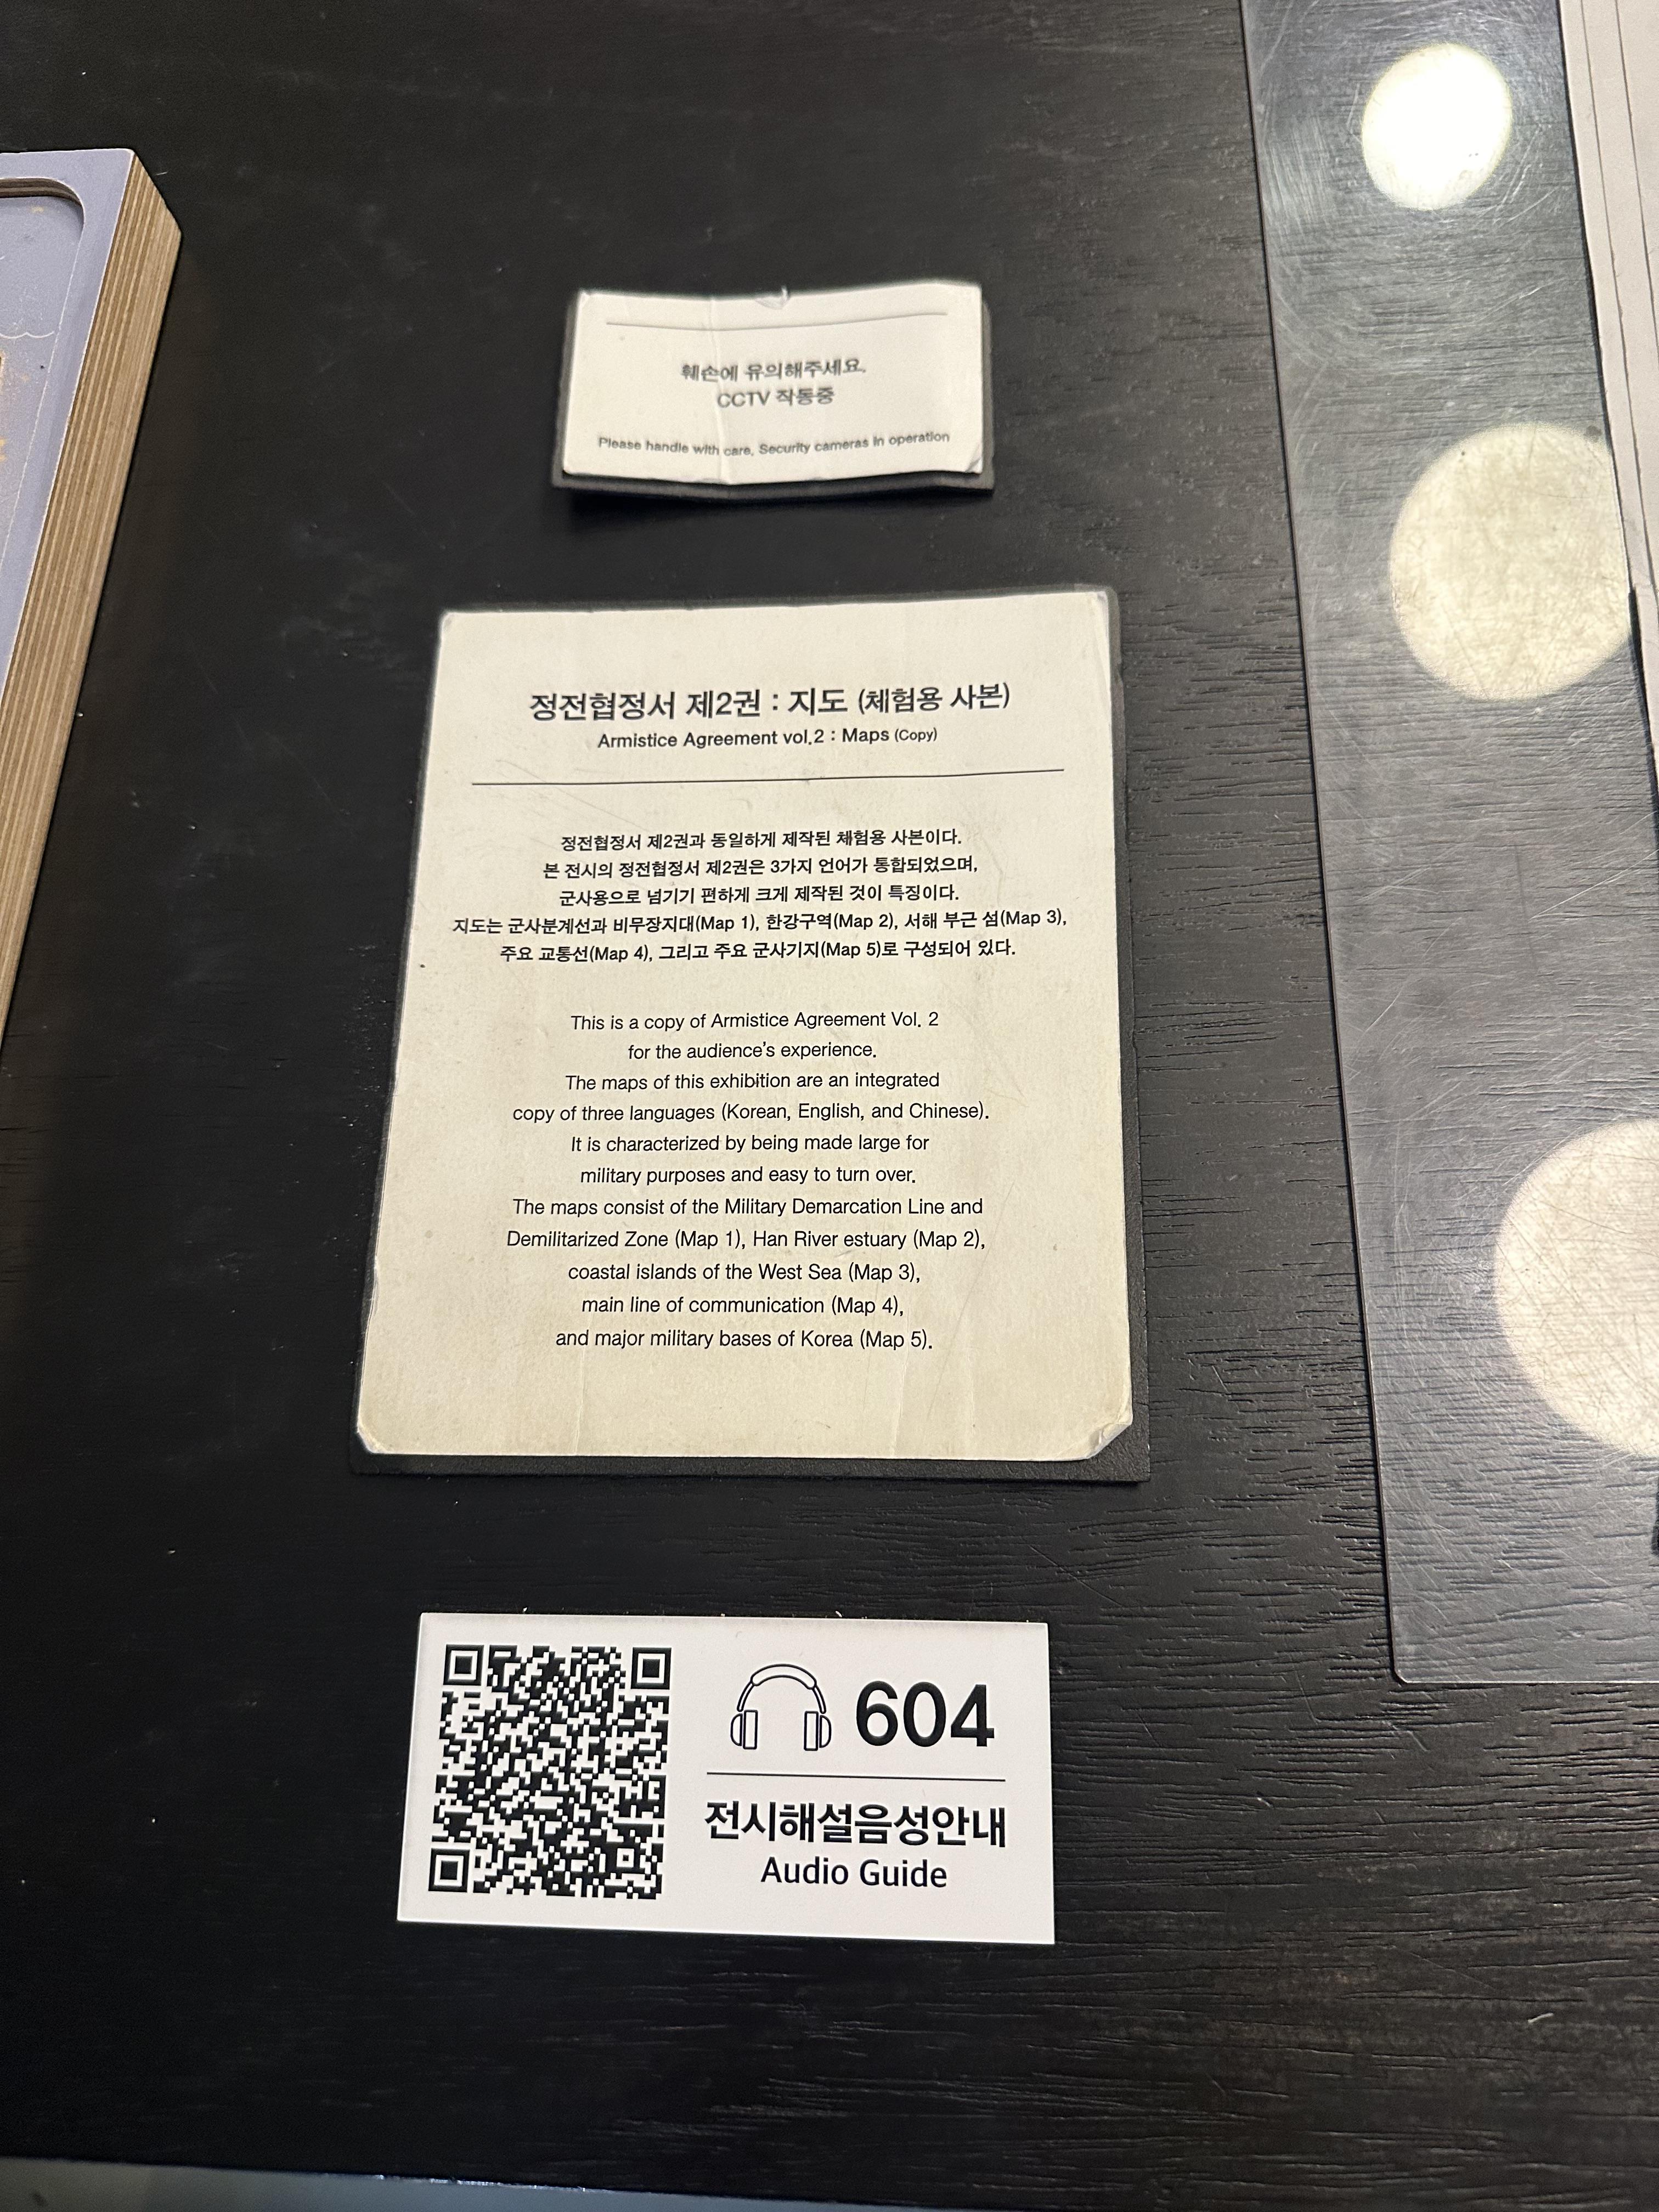 훼손에 유의해주세요.
CCTV 작동중
Please handle with care, Security cameras in operation
정전협정서 제2권 : 지도 (체험용 사본)
Armistice Agreement vol.2 : Maps (Copy)
정전협정서 제2권과 동일하게 제작된 체험용 사본이다.
본 전시의 정전협정서 제2권은 3가지 언어가 통합되었으며,
군사용으로 넘기기 편하게 크게 제작된 것이 특징이다.
지도는 군사분계선과 비무장지대(Map 1), 한강구역(Map 2), 서해 부근 섬(Map 3),
주요 교통선(Map 4), 그리고 주요 군사기지(Map 5)로 구성되어 있다.
This is a copy of Armistice Agreement Vol. 2
for the audience's experience.
The maps of this exhibition are an integrated
copy of three languages (Korean, English, and Chinese).
It is characterized by being made large for
military purposes and easy to turn over.
The maps consist of the Military Demarcation Line and
Demilitarized Zone (Map 1), Han River estuary (Map 2),
coastal islands of the West Sea (Map 3),
main line of communication (Map 4),
and major military bases of Korea (Map 5).
604
전시해설음성안내
Audio Guide